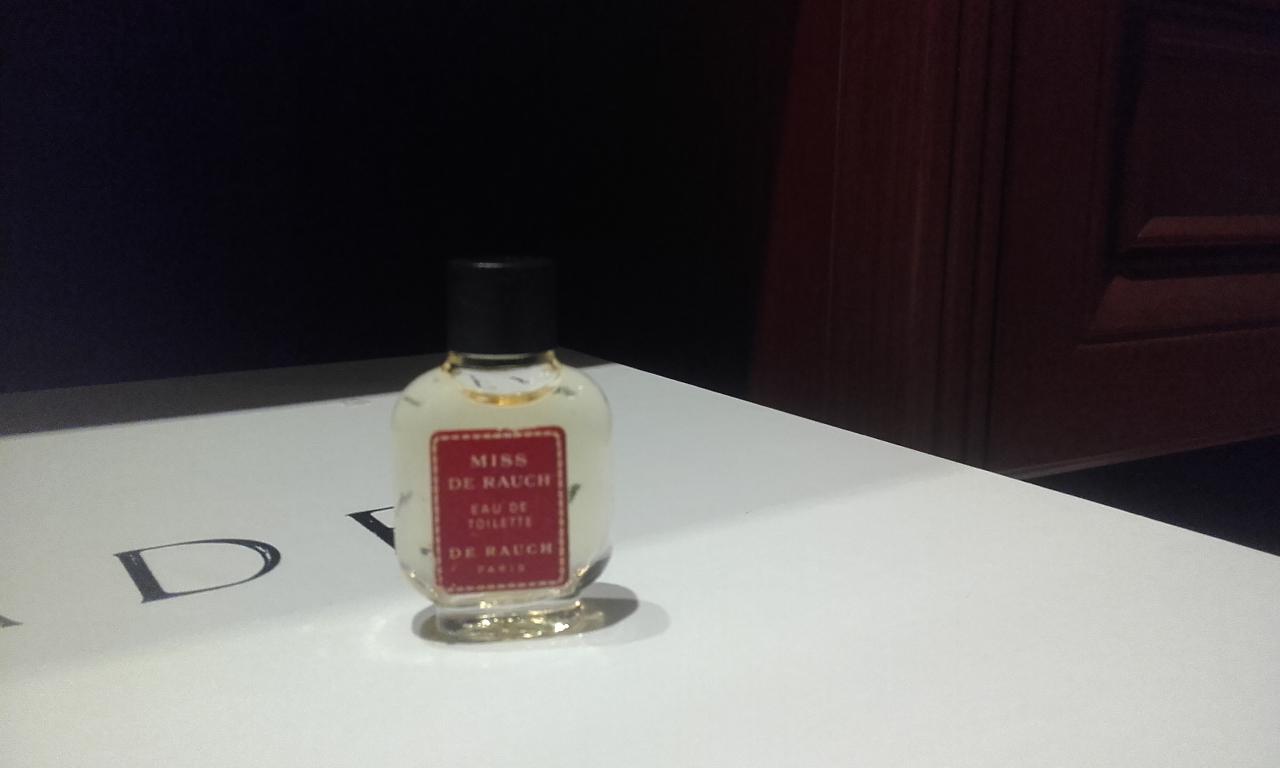 MISS
DE RAUCH
EAU DE
TOILETTE
DE RAUCH
PARIS
D